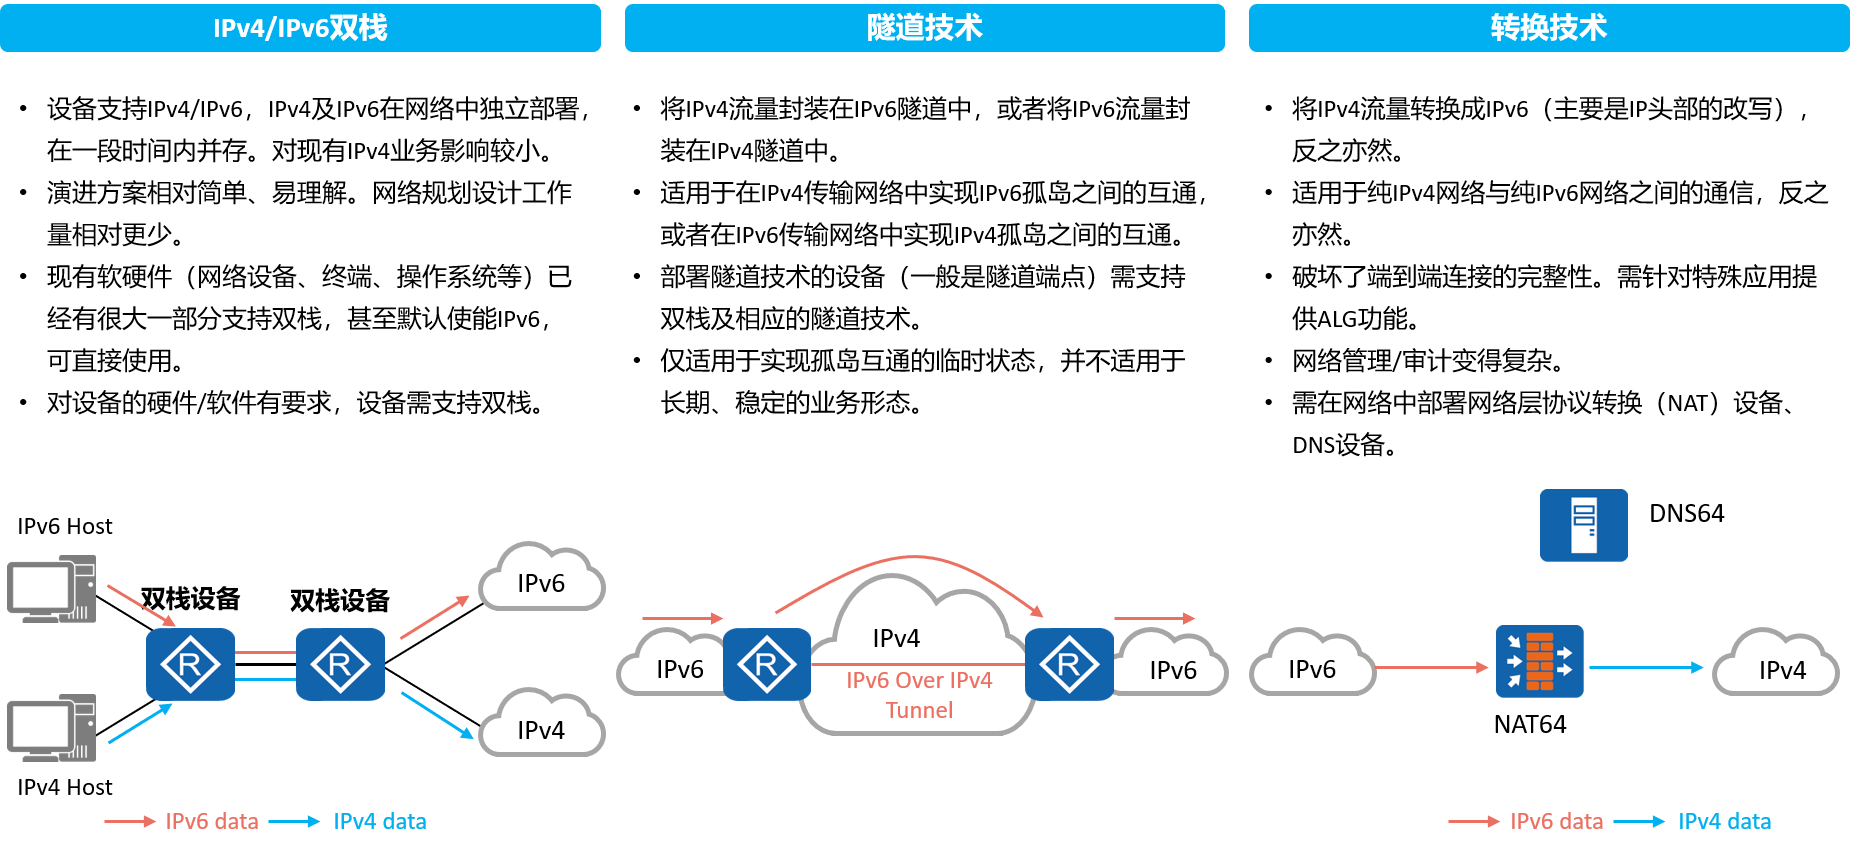 IPv4/IPv6双栈
• 设备支持IPv4/IPv6，IPv4及IPv6在网络中独立部署，
在一段时间内并存。对现有IPv4业务影响较小。
• 演进方案相对简单、易理解。网络规划设计工作
量相对更少。
• 现有软硬件（网络设备、终端、操作系统等）已
经有很大一部分支持双栈，甚至默认使能IPv6，
可直接使用。
• 对设备的硬件/软件有要求，设备需支持双栈。
IPv6 Host
双栈设备
双栈设备
IPv6
R
R
IPv4
IPv4 Host
IPv6 data
IPv4 data
隧道技术
• 将IPv4流量封装在IPv6隧道中，或者将IPv6流量封
装在IPv4隧道中。
• 适用于在IPv4传输网络中实现IPv6孤岛之间的互通，
或者在IPv6传输网络中实现IPv4孤岛之间的互通。
• 部署隧道技术的设备（一般是隧道端点）需支持
双栈及相应的隧道技术。
• 仅适用于实现孤岛互通的临时状态，并不适用于
长期、稳定的业务形态。
IPv6
R
IPv4
IPv6 Over IPv4
Tunnel
R
IPv6
转换技术
• 将IPv4流量转换成IPv6（主要是IP头部的改写），
反之亦然。
• 适用于纯IPv4网络与纯IPv6网络之间的通信，反之
亦然。
• 破坏了端到端连接的完整性。需针对特殊应用提
供ALG功能。
• 网络管理/审计变得复杂。
• 需在网络中部署网络层协议转换（NAT）设备、
DNS设备。
DNS64
IPv6
NAT64
IPv4
IPv6 data
IPv4 data